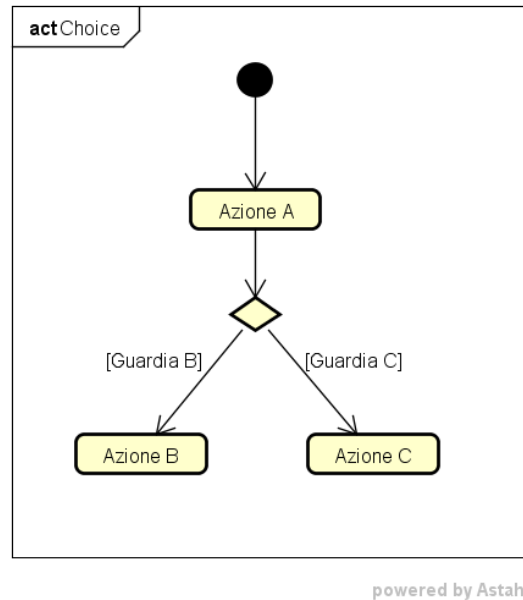 act Choice
Azione A
[Guardia B] [Guardia C]
Azione B Azione C
powered by Astah